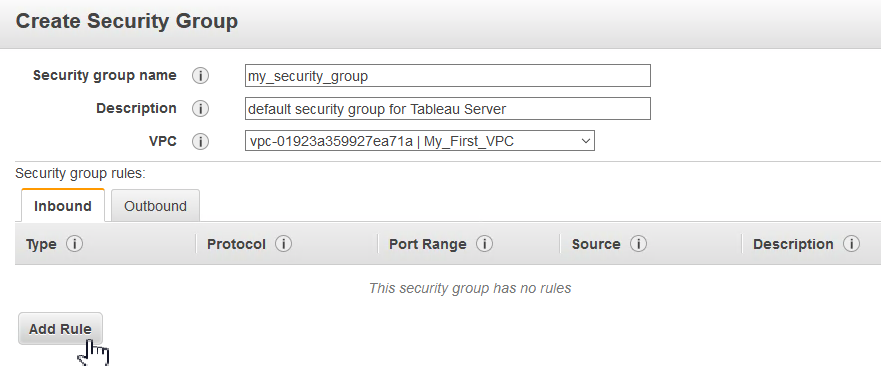 Create Security Group
Security group name i my_security_group
Description i default security group for Tableau Server
VPC i vpc-01923a359927ea71a | My_First_VPC
Security group rules:
Inbound Outbound
Type i Protocol i Port Range i Source i Description i
This security group has no rules
Add Rule